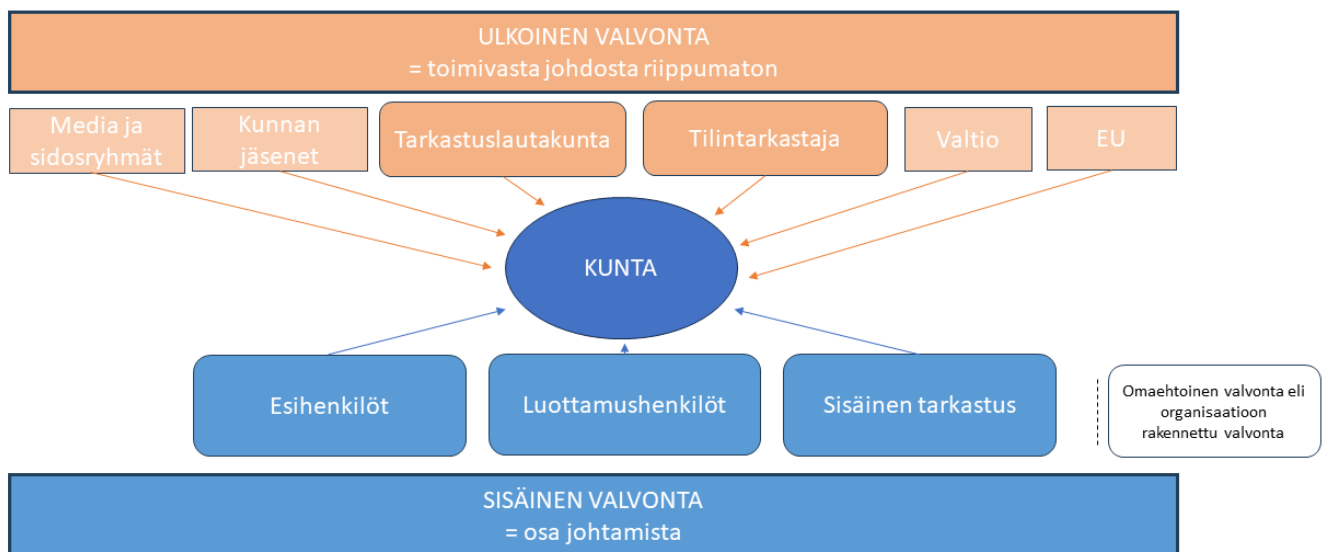 ULKOINEN VALVONTA
= toimivasta johdosta riippumaton
Media ja
sidosryhmät
Kunnan
jäsenet
Tarkastuslautakunta
Tilintarkastaja
Valtio
EU
KUNTA
Esihenkilöt
Luottamushenkilöt
Sisäinen tarkastus
Omaehtoinen valvonta eli
organisaatioon
rakennettu valvonta
SISÄINEN VALVONTA
= osa johtamista